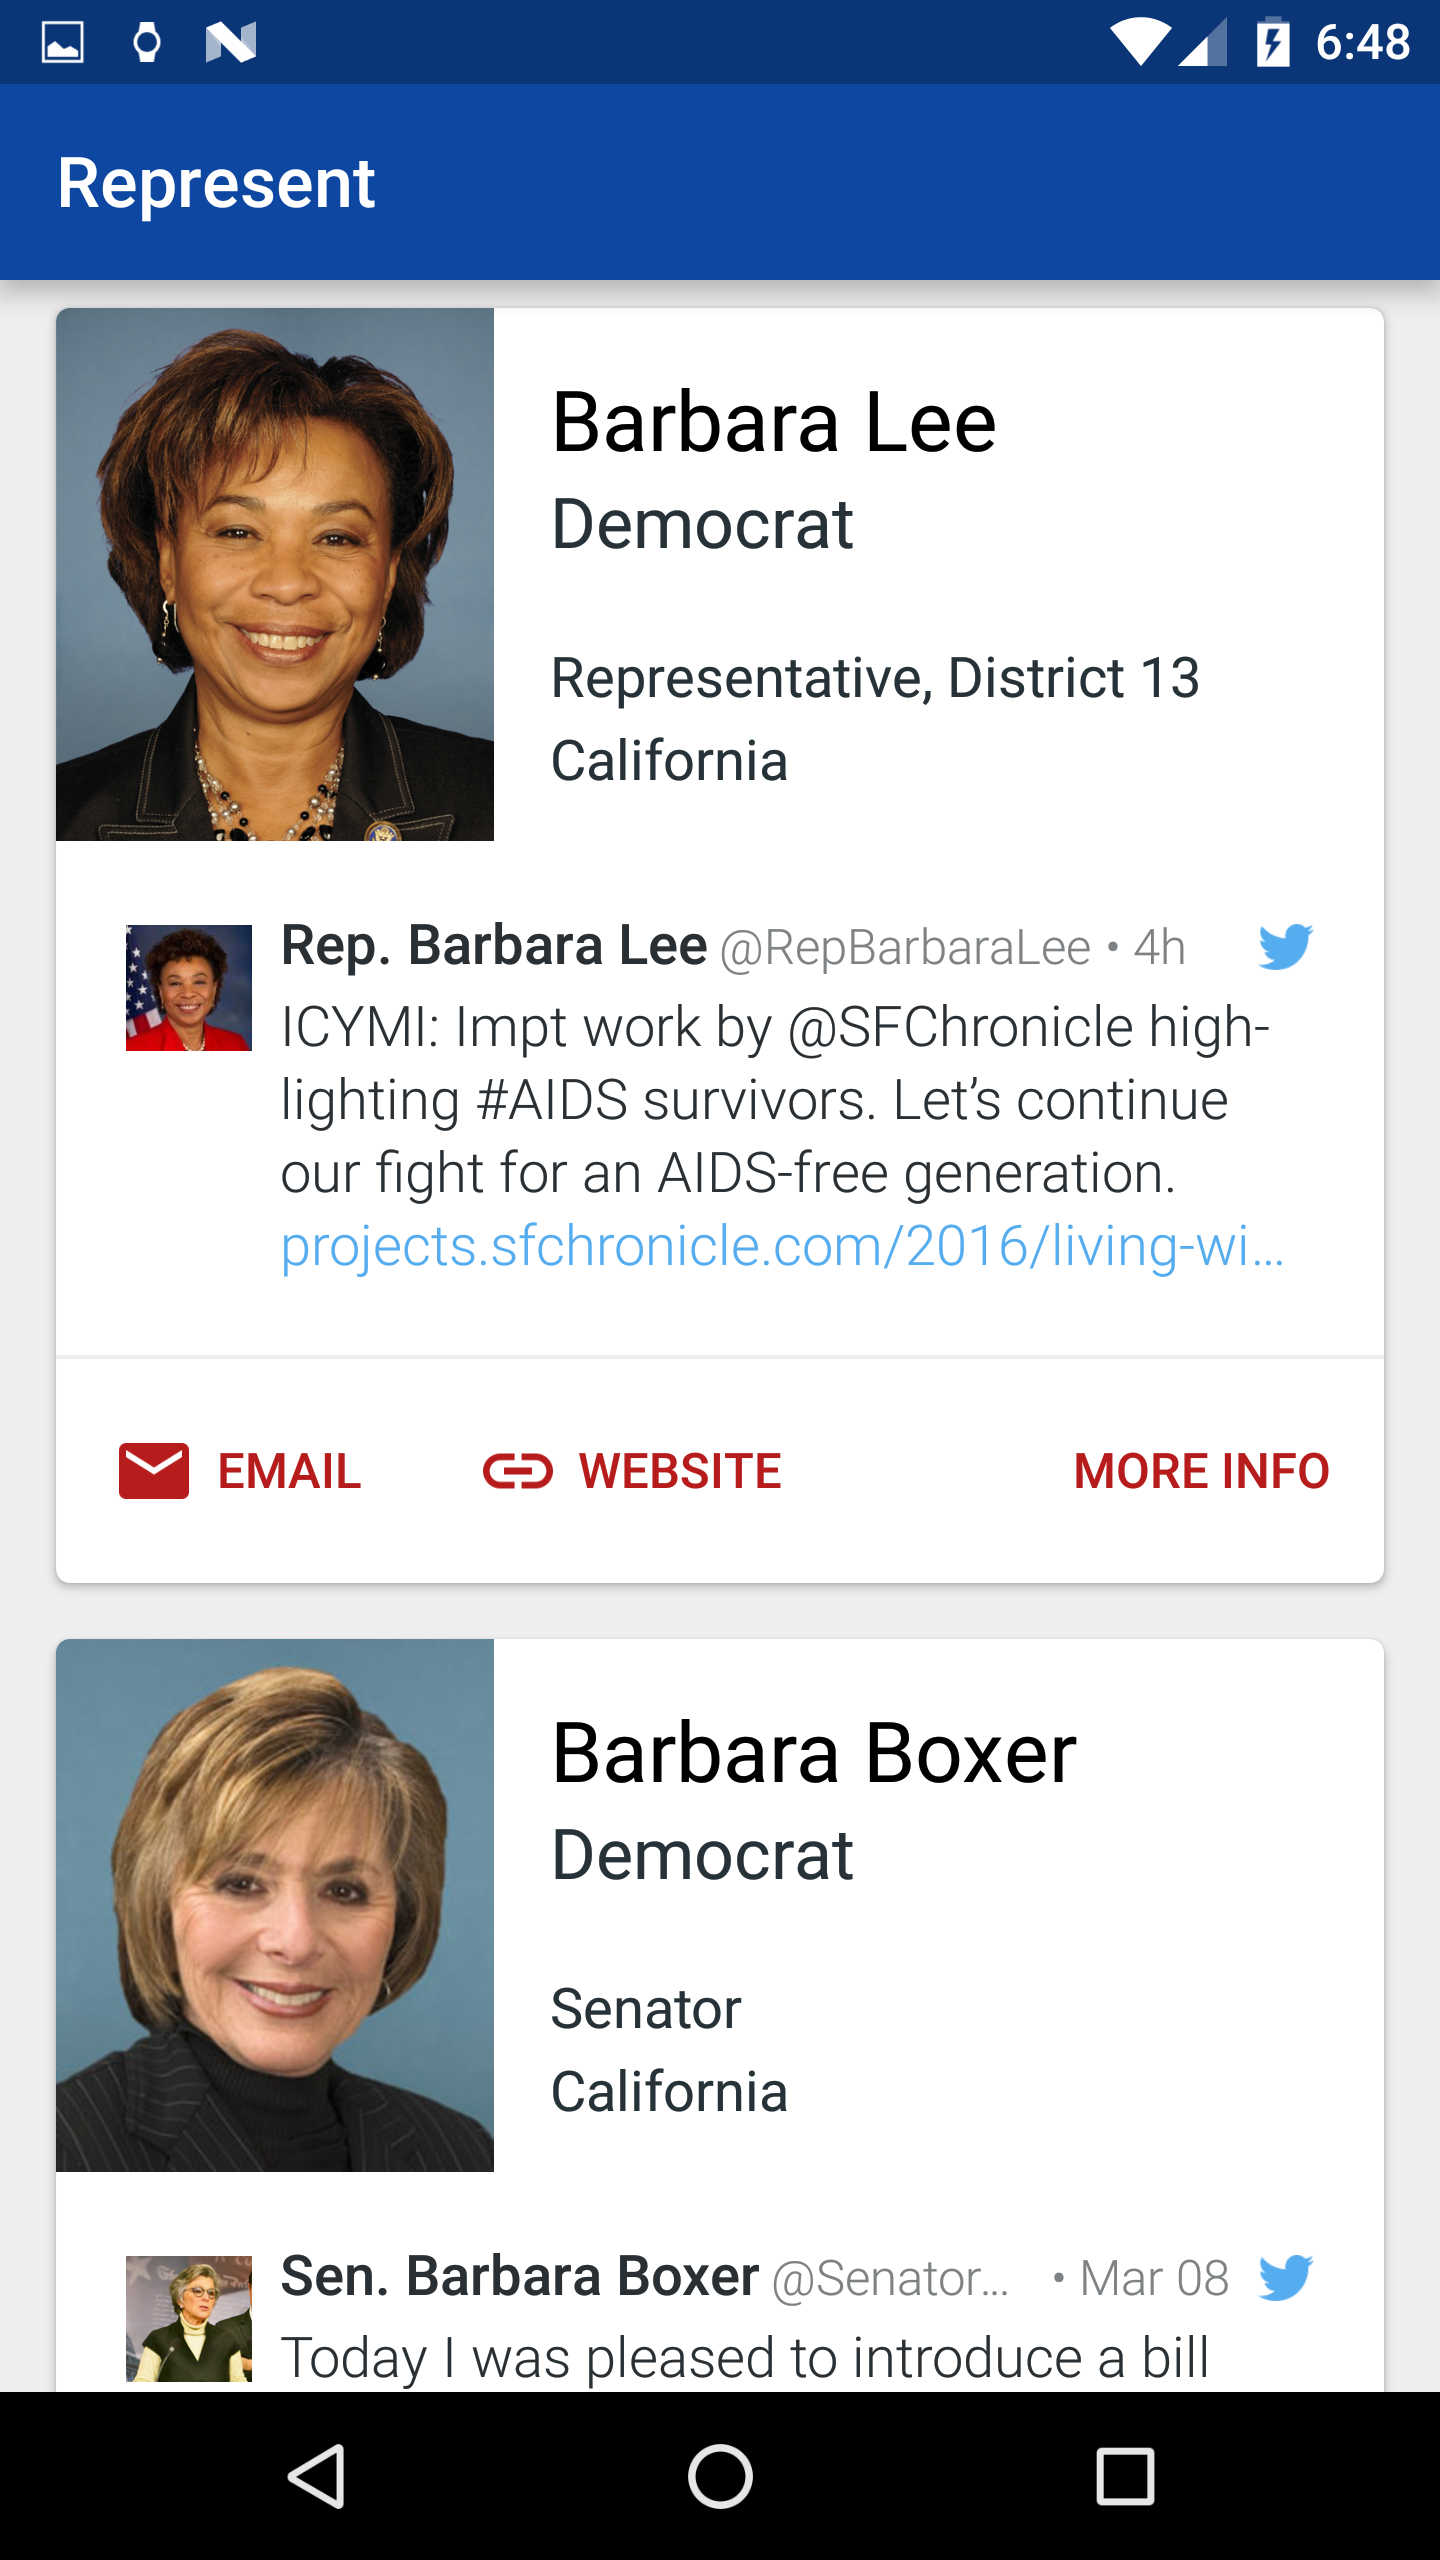 6:48
Represent
Barbara Lee
Democrat
Representative, District 13
California
Rep. Barbara Lee @RepBarbaraLee • 4h
ICYMI: Impt work by @SFChronicle high-
lighting #AIDS survivors. Let’s continue
our fight for an AIDS-free generation.
projects.sfchronicle.com/2016/living-wi…
EMAIL WEBSITE MORE INFO
Barbara Boxer
Democrat
Senator
California
Sen. Barbara Boxer @Senator… • Mar 08
Today I was pleased to introduce a bill